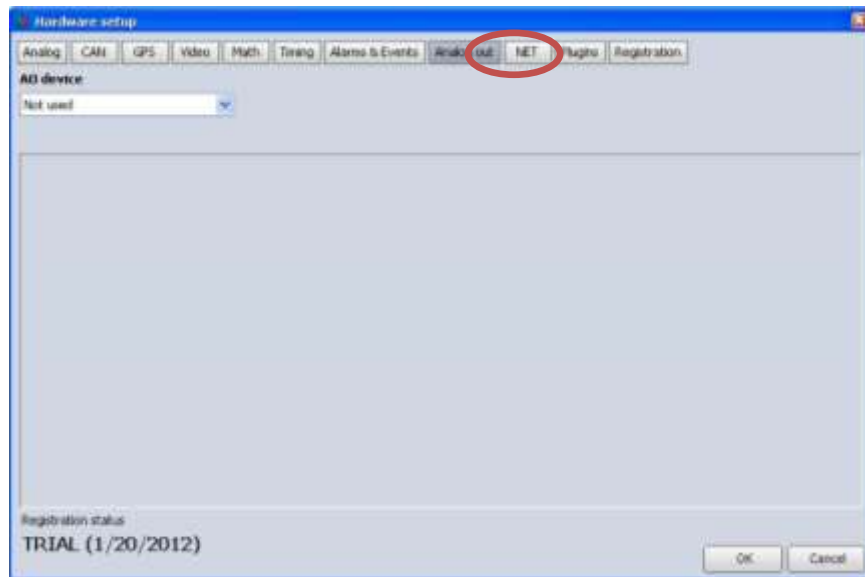 Hardware setup
Analog CAN GPS Video Math Timing Alarms & Events Analog out NET Plugins Registration
AO device
Not used
Registration status
TRIAL (1/20/2012)
OK Cancel